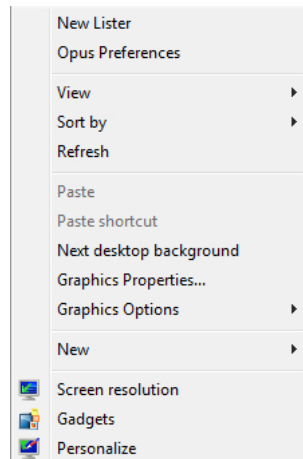 New Lister
Opus Preferences
View
Sort by
Refresh
Paste
Paste shortcut
Next desktop background
Graphics Properties...
Graphics Options
New
Screen resolution
Gadgets
Personalize